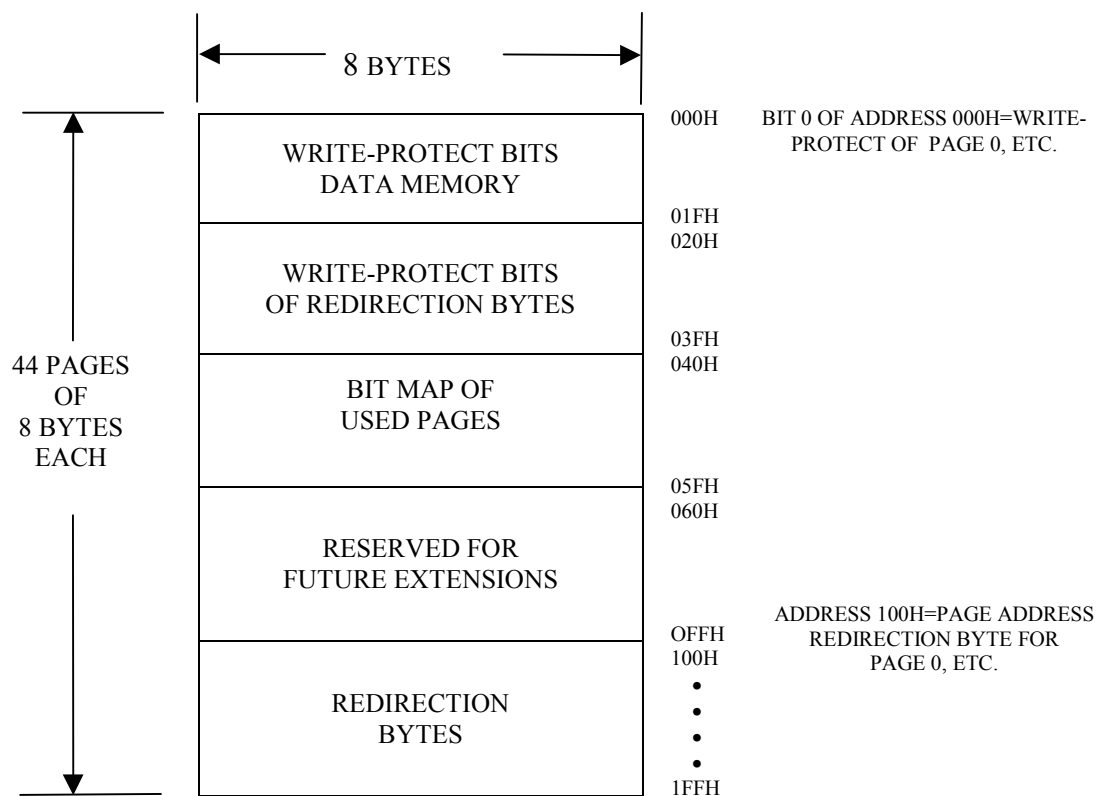 8 BYTES
000H
BIT 0 OF ADDRESS 000H=WRITE-
PROTECT OF PAGE 0, ETC.
WRITE-PROTECT BITS
DATA MEMORY
01FH
020H
WRITE-PROTECT BITS
OF REDIRECTION BYTES
03FH
040H
44 PAGES
OF
8 BYTES
EACH
BIT MAP OF
USED PAGES
05FH
060H
RESERVED FOR
FUTURE EXTENSIONS
OFFH
100H
ADDRESS 100H=PAGE ADDRESS
REDIRECTION BYTE FOR
PAGE 0, ETC.
REDIRECTION
BYTES
•
•
•
•
1FFH